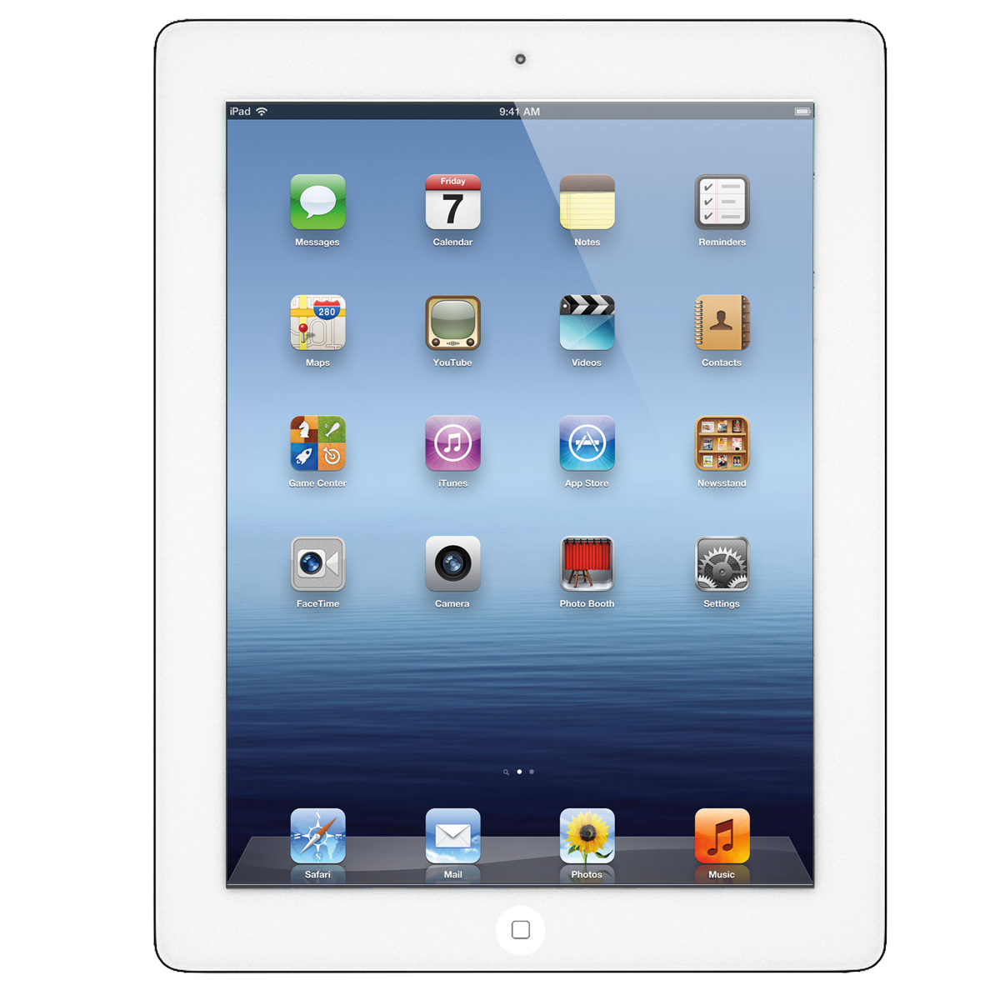 iPad 9:41 AM
Friday
7
Messages Calendar Notes Reminders
280
Maps YouTube Videos Contacts
Game Center iTunes App Store Newsstand
FaceTime Camera Photo Booth Settings
Safari Mail Photos Music